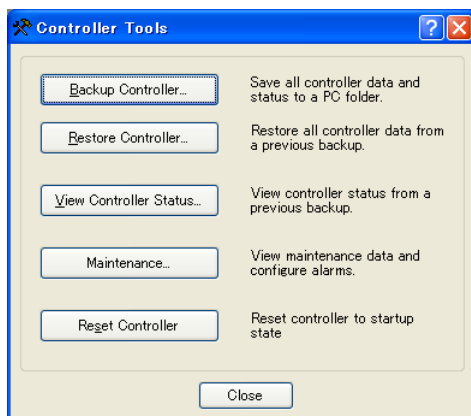 Controller Tools
Backup Controller...
Save all controller data and
status to a PC folder.
Restore Controller...
Restore all controller data from
a previous backup.
View Controller Status...
View controller status from a
previous backup.
Maintenance...
View maintenance data and
configure alarms.
Reset Controller
Reset controller to startup
state
Close